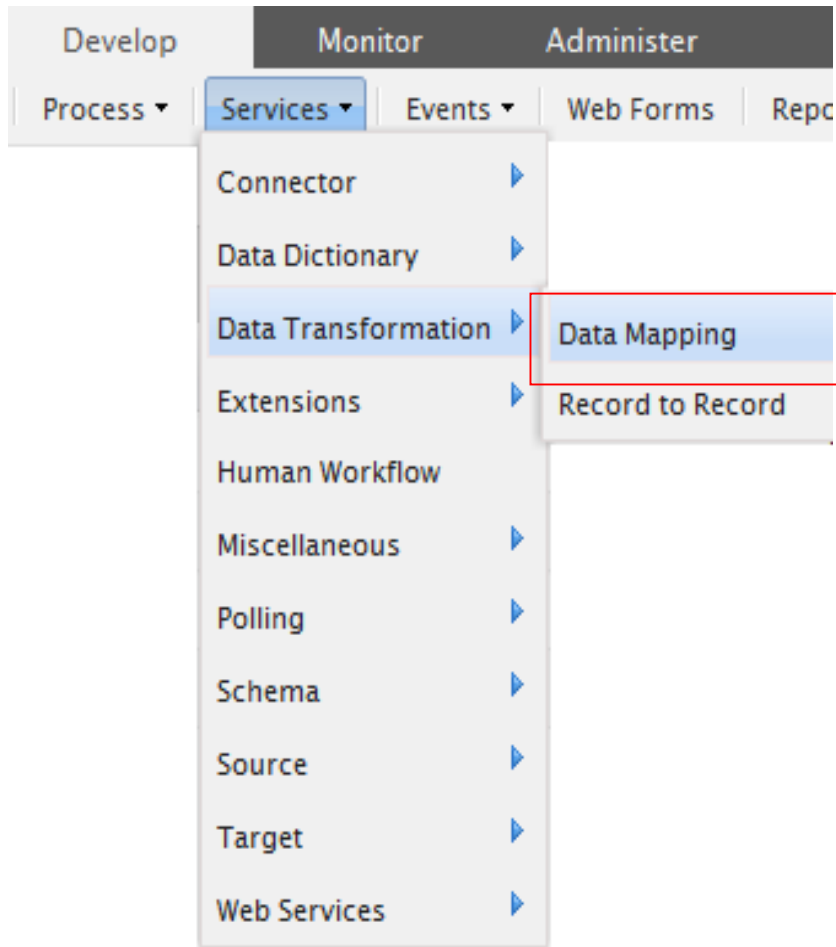 Develop Monitor Administer
Process Services Events Web Forms Repo
Connector
Data Dictionary
Data Transformation Data Mapping
Extensions Record to Record
Human Workflow
Miscellaneous
Polling
Schema
Source
Target
Web Services